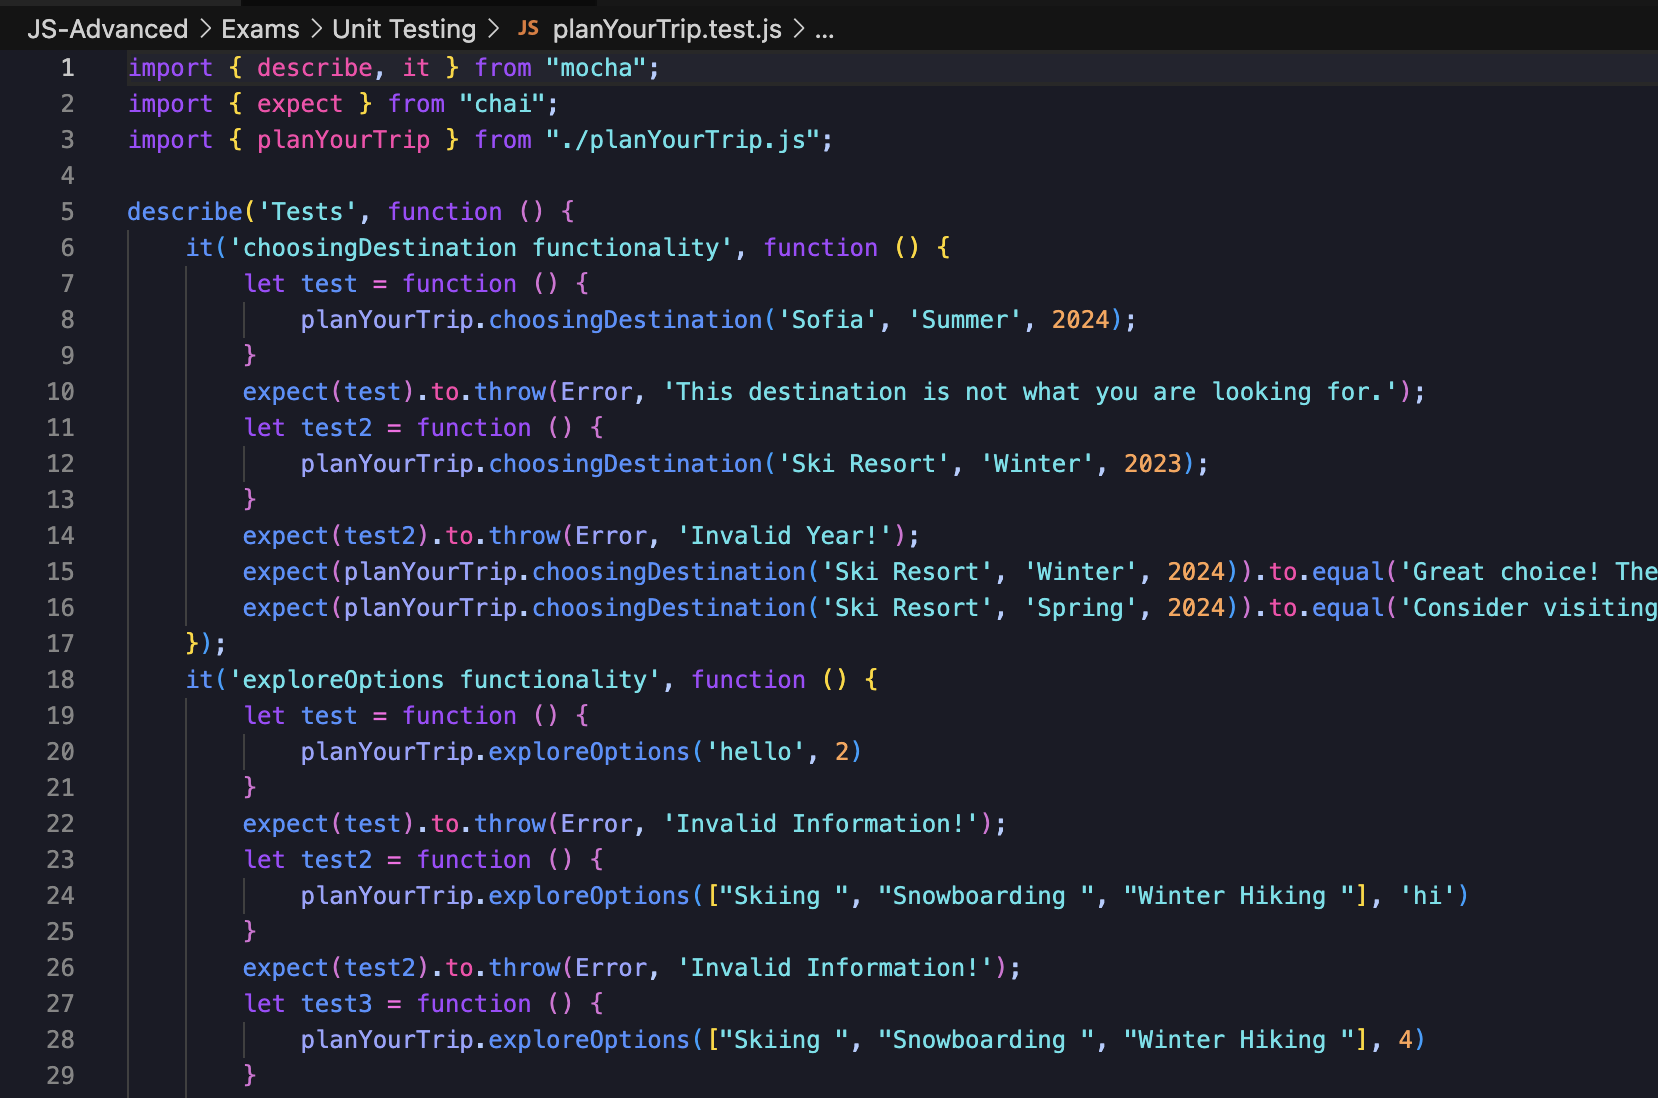 JS-Advanced > Exams > Unit Testing > JS planYourTrip.test.js > ...
1 import { describe, it } from "mocha";
2 import { expect } from "chai";
3 import { planYourTrip } from "./planYourTrip.js";
4
5 describe('Tests', function () {
6     it('choosingDestination functionality', function () {
7         let test = function () {
8             planYourTrip.choosingDestination('Sofia', 'Summer', 2024);
9         }
10         expect(test).to.throw(Error, 'This destination is not what you are looking for.');
11         let test2 = function () {
12             planYourTrip.choosingDestination('Ski Resort', 'Winter', 2023);
13         }
14         expect(test2).to.throw(Error, 'Invalid Year!');
15         expect(planYourTrip.choosingDestination('Ski Resort', 'Winter', 2024)).to.equal('Great choice! The
16         expect(planYourTrip.choosingDestination('Ski Resort', 'Spring', 2024)).to.equal('Consider visiting
17     });
18     it('exploreOptions functionality', function () {
19         let test = function () {
20             planYourTrip.exploreOptions('hello', 2)
21         }
22         expect(test).to.throw(Error, 'Invalid Information!');
23         let test2 = function () {
24             planYourTrip.exploreOptions(["Skiing ", "Snowboarding ", "Winter Hiking "], 'hi')
25         }
26         expect(test2).to.throw(Error, 'Invalid Information!');
27         let test3 = function () {
28             planYourTrip.exploreOptions(["Skiing ", "Snowboarding ", "Winter Hiking "], 4)
29         }